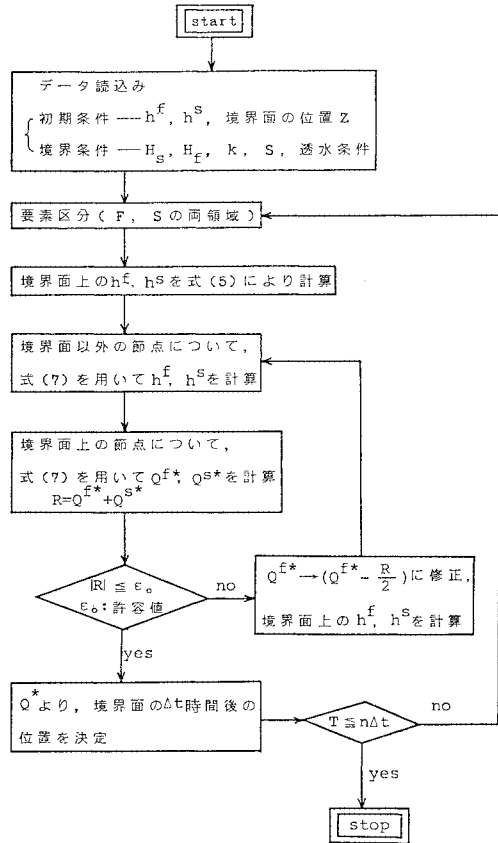 start
データ読込み
初期条件 ---- h^f, h^s, 境界面の位置 Z
境界条件 ── H_s, H_f, k, S, 透水条件
要素区分(F, Sの両領域)
境界面上のh^f, h^sを式(5)により計算
境界面以外の節点について,
式(7)を用いてh^f, h^sを計算
境界面上の節点について,
式(7)を用いてQ^f*, Q^s*を計算
R=Q^f*+Q^s*
|R| ≦ ε₀
ε₀:許容値
no
Q^f*→(Q^f* - R/2)に修正,
境界面上のh^f, h^sを計算
yes
Q^*より, 境界面のΔt時間後の
位置を決定
T≦nΔt
no
yes
stop